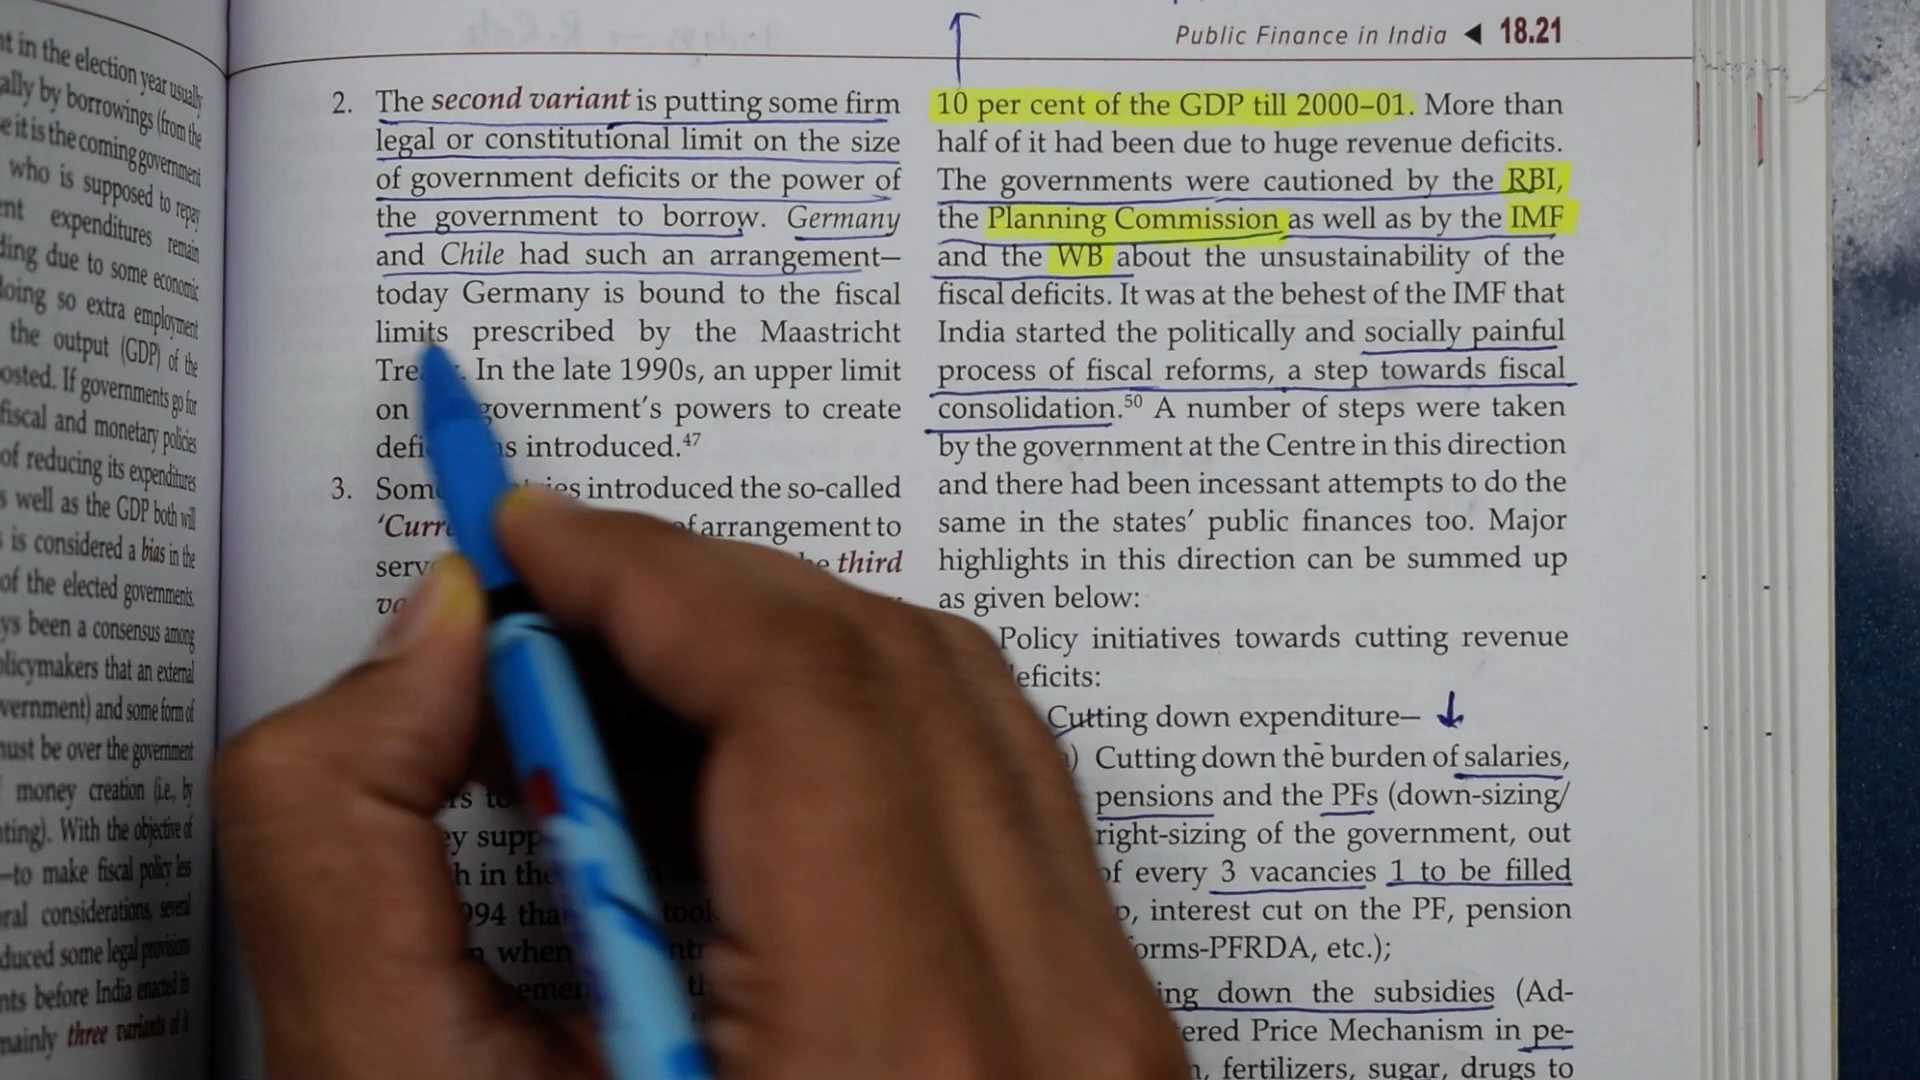 Public Finance in India ◄ 18.21
t in the election year usually
ally by borrowings (from the
e it is the coming government
who is supposed to repay
nt expenditures remain
ding due to some economic
doing so extra employment
the output (GDP) of the
osted. If governments go for
fiscal and monetary policies
of reducing its expenditures
s well as the GDP both will
is considered a bias in the
of the elected governments.
ys been a consensus among
licymakers that an external
vernment) and some form of
ust be over the government
money creation (i.e., by
ting). With the objective of
—to make fiscal policy less
ral considerations, several
duced some legal provisions
nts before India enacted it
mainly three variants of it
2. The second variant is putting some firm
legal or constitutional limit on the size
of government deficits or the power of
the government to borrow. Germany
and Chile had such an arrangement—
today Germany is bound to the fiscal
limits prescribed by the Maastricht
In the late 1990s, an upper limit
on government's powers to create
introduced.47
3. introduced the so-called
arrangement to
third
when
10 per cent of the GDP till 2000–01. More than
half of it had been due to huge revenue deficits.
The governments were cautioned by the RBI,
the Planning Commission as well as by the IMF
and the WB about the unsustainability of the
fiscal deficits. It was at the behest of the IMF that
India started the politically and socially painful
process of fiscal reforms, a step towards fiscal
consolidation.50 A number of steps were taken
by the government at the Centre in this direction
and there had been incessant attempts to do the
same in the states' public finances too. Major
highlights in this direction can be summed up
as given below:
Policy initiatives towards cutting revenue
eficits:
Cutting down expenditure–
) Cutting down the burden of salaries,
pensions and the PFs (down-sizing/
right-sizing of the government, out
of every 3 vacancies 1 to be filled
, interest cut on the PF, pension
orms-PFRDA, etc.);
ing down the subsidies (Ad-
ered Price Mechanism in pe-
, fertilizers, sugar, drugs to